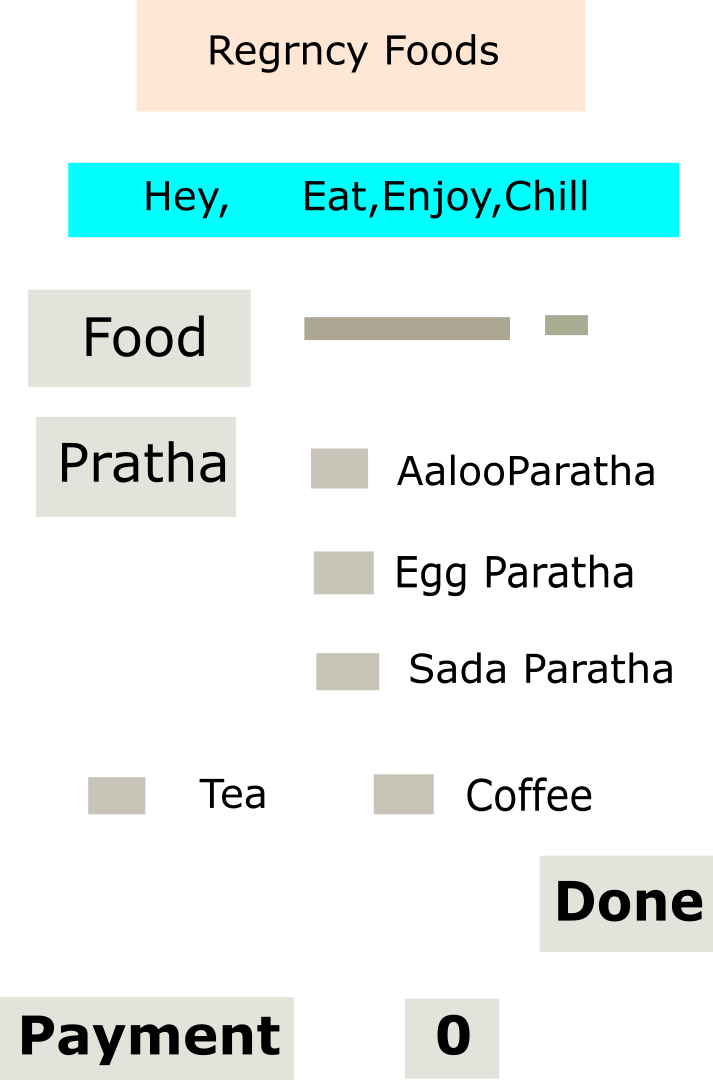 Regrncy Foods
Hey, Eat,Enjoy,Chill
Food
Pratha
AalooParatha
Egg Paratha
Sada Paratha
Tea Coffee
Done
Payment 0